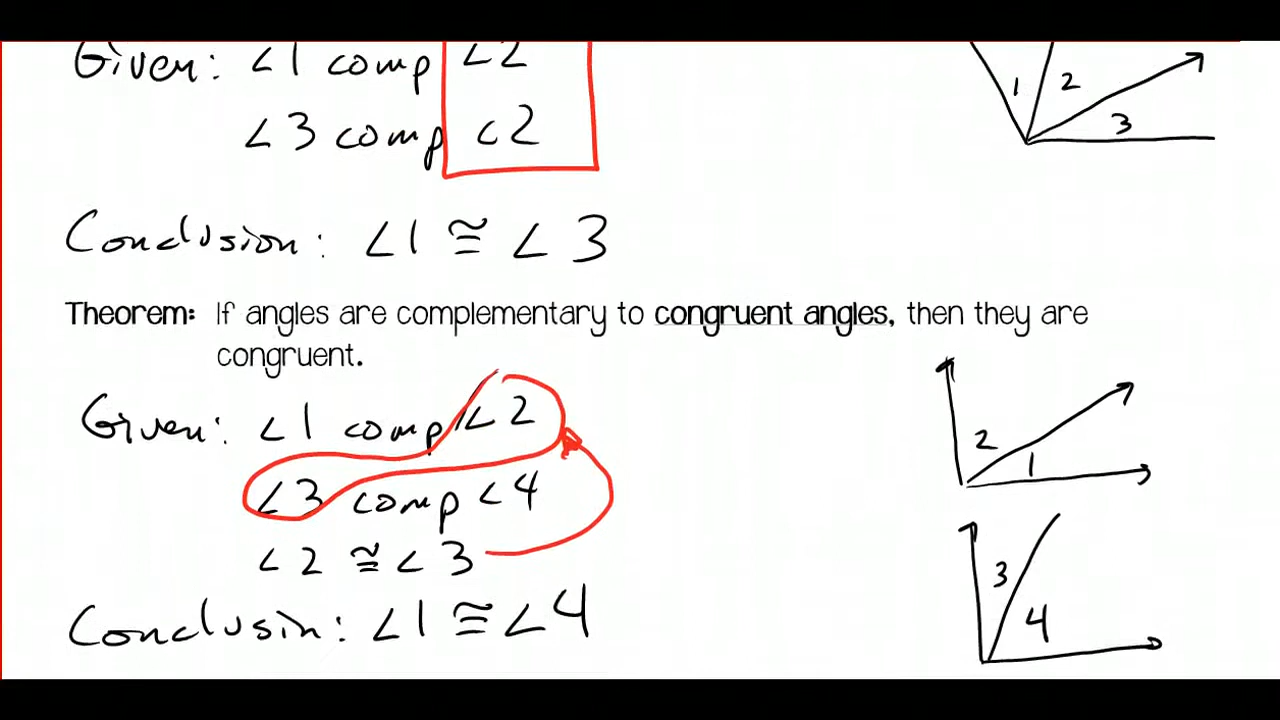 Given: ∠1 comp ∠2
∠3 comp ∠2
1 2 3
Conclusion: ∠1 ≅ ∠3
Theorem: If angles are complementary to congruent angles, then they are
congruent.
Given: ∠1 comp ∠2
∠3 comp ∠4
∠2 ≅ ∠3
Conclusin: ∠1 ≅ ∠4
2 1
3 4